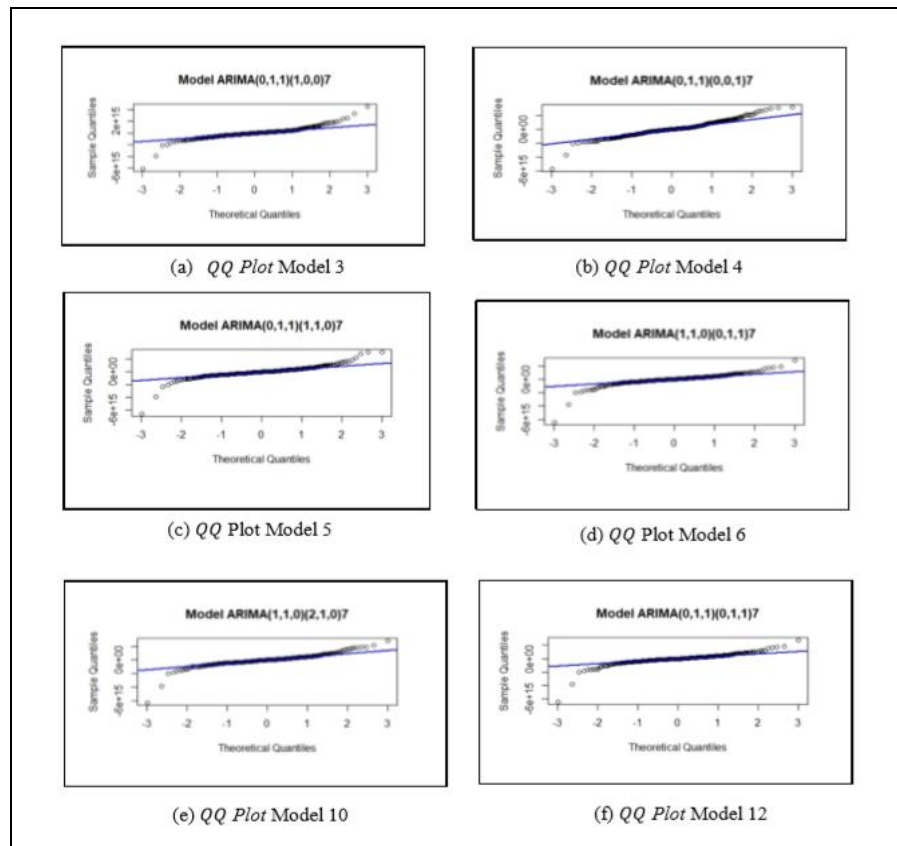 Model ARIMA(0,1,1)(1,0,0)7
Sample Quantiles
-6e+15 2e+15
-3 -2 -1 0 1 2 3
Theoretical Quantiles
(a) QQ Plot Model 3
Model ARIMA(0,1,1)(0,0,1)7
Sample Quantiles
-6e+15 0e+00
-3 -2 -1 0 1 2 3
Theoretical Quantiles
(b) QQ Plot Model 4
Model ARIMA(0,1,1)(1,1,0)7
Sample Quantiles
-6e+15 0e+00
-3 -2 -1 0 1 2 3
Theoretical Quantiles
(c) QQ Plot Model 5
Model ARIMA(1,1,0)(0,1,1)7
Sample Quantiles
-6e+15 0e+00
-3 -2 -1 0 1 2 3
Theoretical Quantiles
(d) QQ Plot Model 6
Model ARIMA(1,1,0)(2,1,0)7
Sample Quantiles
-6e+15 0e+00
-3 -2 -1 0 1 2 3
Theoretical Quantiles
(e) QQ Plot Model 10
Model ARIMA(0,1,1)(0,1,1)7
Sample Quantiles
-6e+15 0e+00
-3 -2 -1 0 1 2 3
Theoretical Quantiles
(f) QQ Plot Model 12